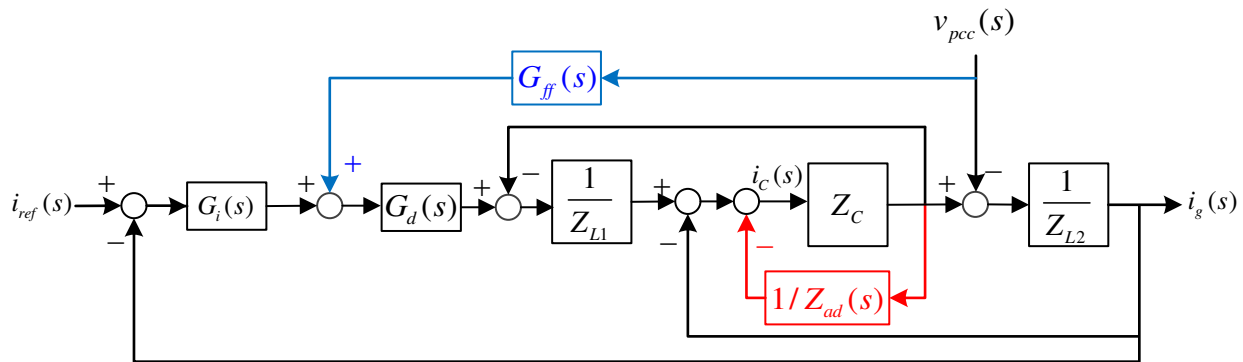 v_pcc(s)
G_ff(s)
+
−
i_ref(s)
+
−
G_i(s)
+
G_d(s)
+
1
Z_L1
+
−
i_C(s)
−
Z_C
+
−
1
Z_L2
i_g(s)
1/Z_ad(s)